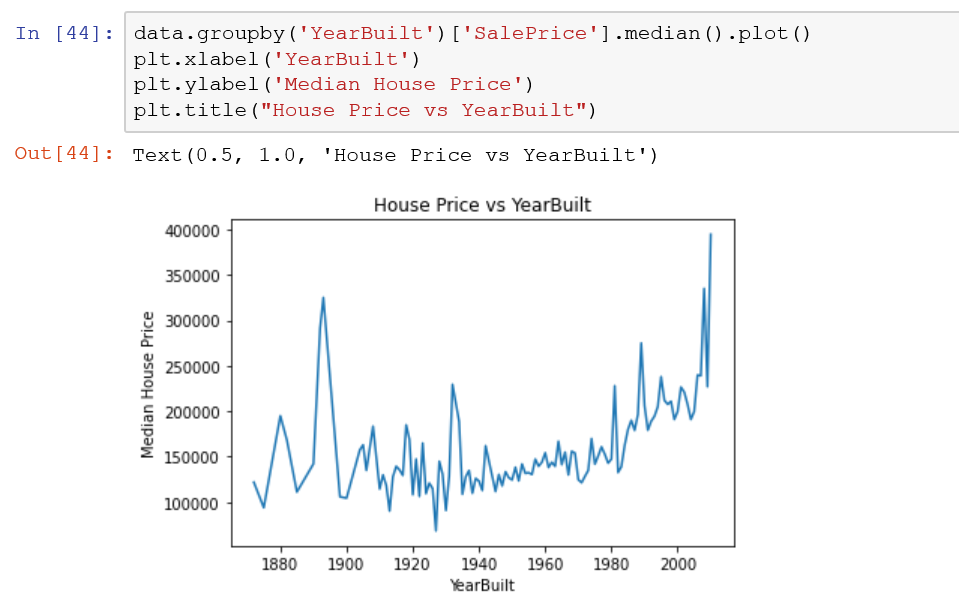 In [44]: data.groupby('YearBuilt')['SalePrice'].median().plot()
plt.xlabel('YearBuilt')
plt.ylabel('Median House Price')
plt.title("House Price vs YearBuilt")
Out[44]: Text(0.5, 1.0, 'House Price vs YearBuilt')
House Price vs YearBuilt
400000
350000
300000
250000
200000
150000
100000
Median House Price
1880 1900 1920 1940 1960 1980 2000
YearBuilt